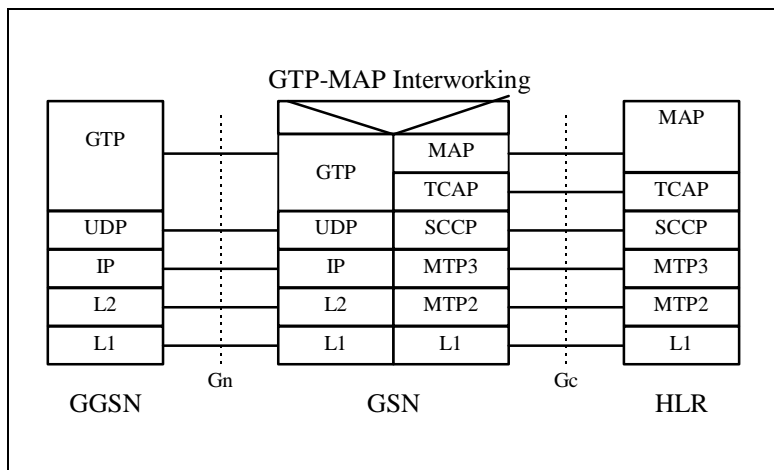 GTP-MAP Interworking
GTP
GTP
MAP
MAP
TCAP
TCAP
UDP
UDP
SCCP
SCCP
IP
IP
MTP3
MTP3
L2
L2
MTP2
MTP2
L1
L1
L1
L1
Gn
Gc
GGSN
GSN
HLR